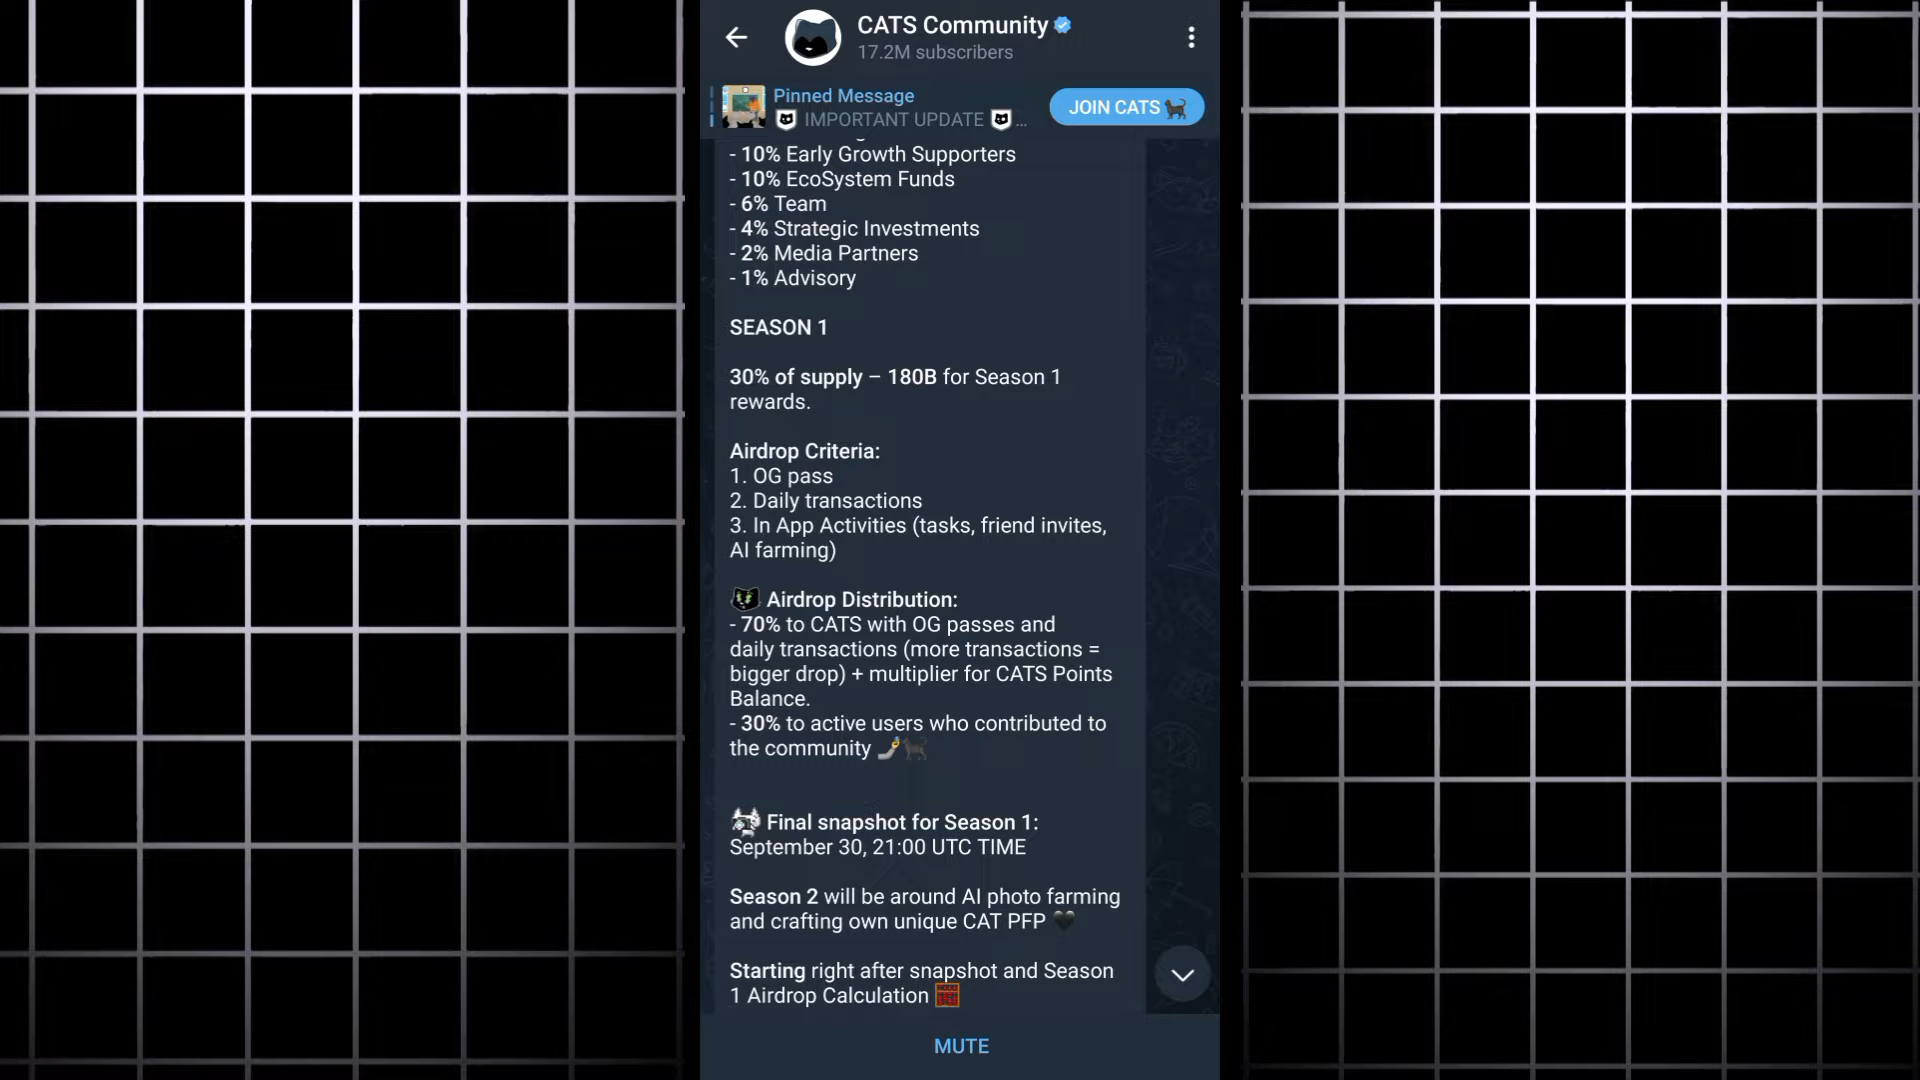 CATS Community
17.2M subscribers
Pinned Message
IMPORTANT UPDATE ...
JOIN CATS
- 10% Early Growth Supporters
- 10% EcoSystem Funds
- 6% Team
- 4% Strategic Investments
- 2% Media Partners
- 1% Advisory
SEASON 1
30% of supply – 180B for Season 1
rewards.
Airdrop Criteria:
1. OG pass
2. Daily transactions
3. In App Activities (tasks, friend invites,
AI farming)
Airdrop Distribution:
- 70% to CATS with OG passes and
daily transactions (more transactions =
bigger drop) + multiplier for CATS Points
Balance.
- 30% to active users who contributed to
the community
Final snapshot for Season 1:
September 30, 21:00 UTC TIME
Season 2 will be around AI photo farming
and crafting own unique CAT PFP
Starting right after snapshot and Season
1 Airdrop Calculation
MUTE